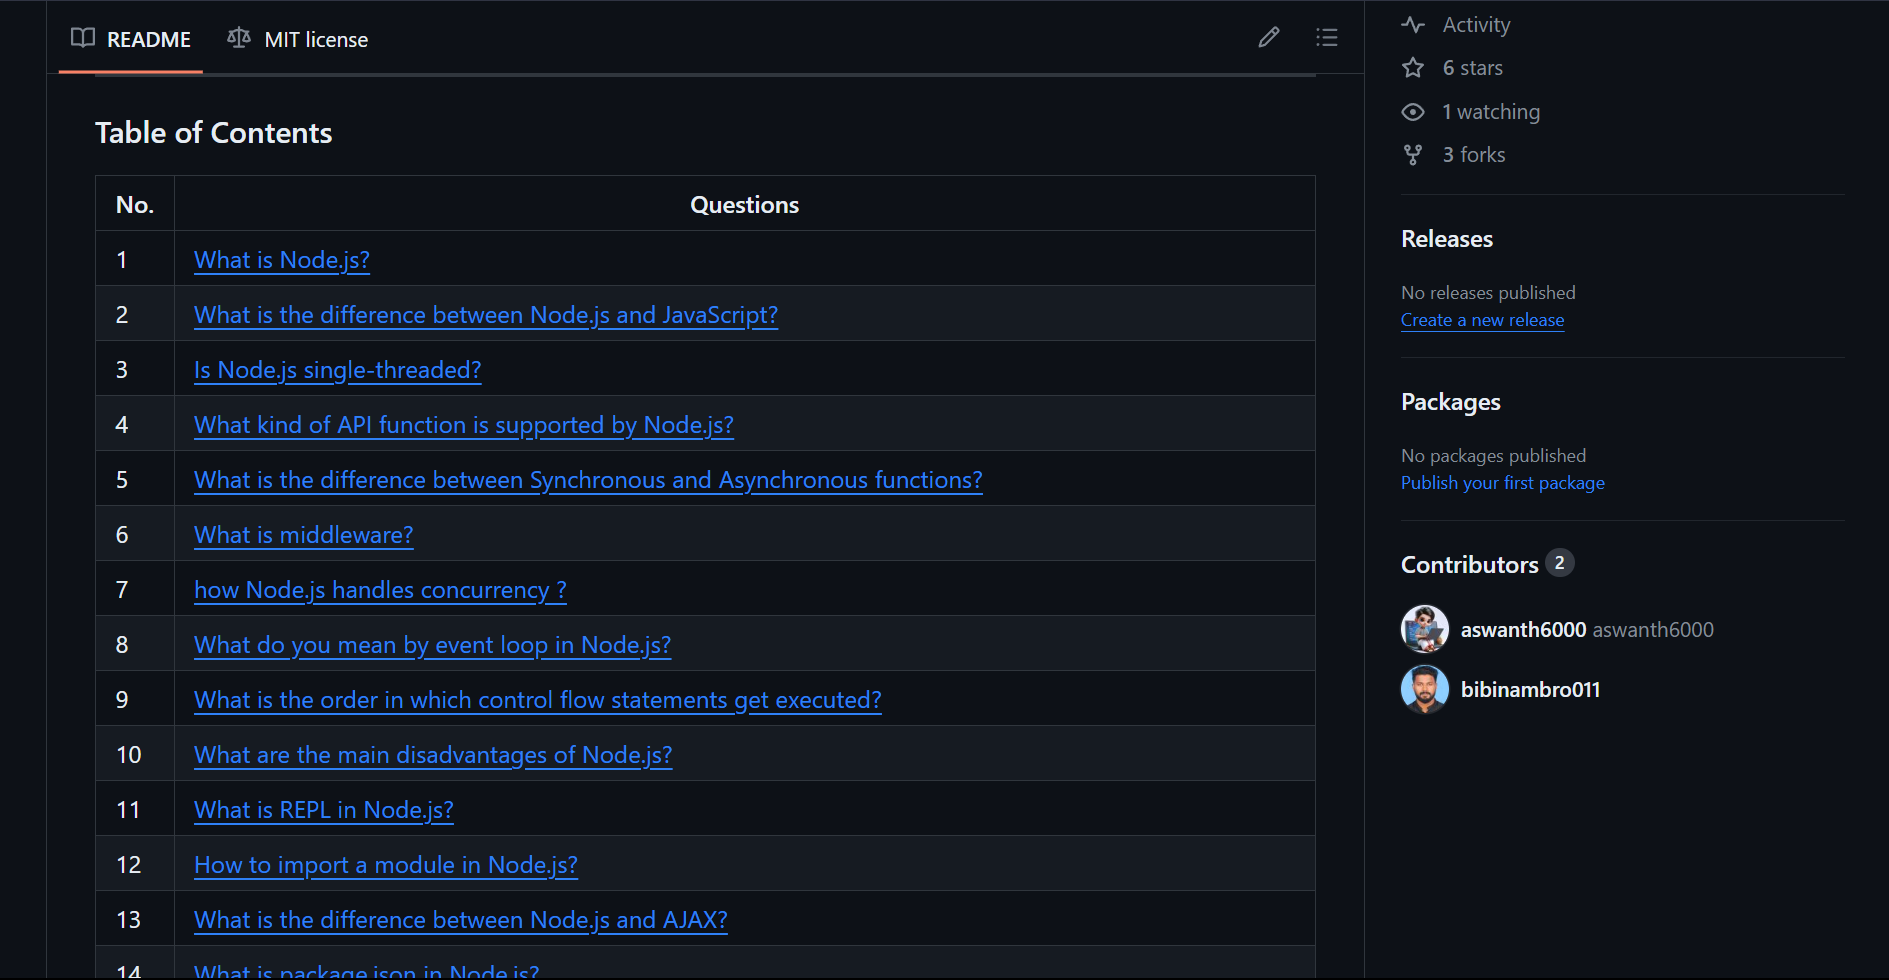 README
MIT license
Table of Contents
No. Questions
1 What is Node.js?
2 What is the difference between Node.js and JavaScript?
3 Is Node.js single-threaded?
4 What kind of API function is supported by Node.js?
5 What is the difference between Synchronous and Asynchronous functions?
6 What is middleware?
7 how Node.js handles concurrency ?
8 What do you mean by event loop in Node.js?
9 What is the order in which control flow statements get executed?
10 What are the main disadvantages of Node.js?
11 What is REPL in Node.js?
12 How to import a module in Node.js?
13 What is the difference between Node.js and AJAX?
14 What is package.json in Node.js?
Activity
6 stars
1 watching
3 forks
Releases
No releases published
Create a new release
Packages
No packages published
Publish your first package
Contributors 2
aswanth6000 aswanth6000
bibinambro011